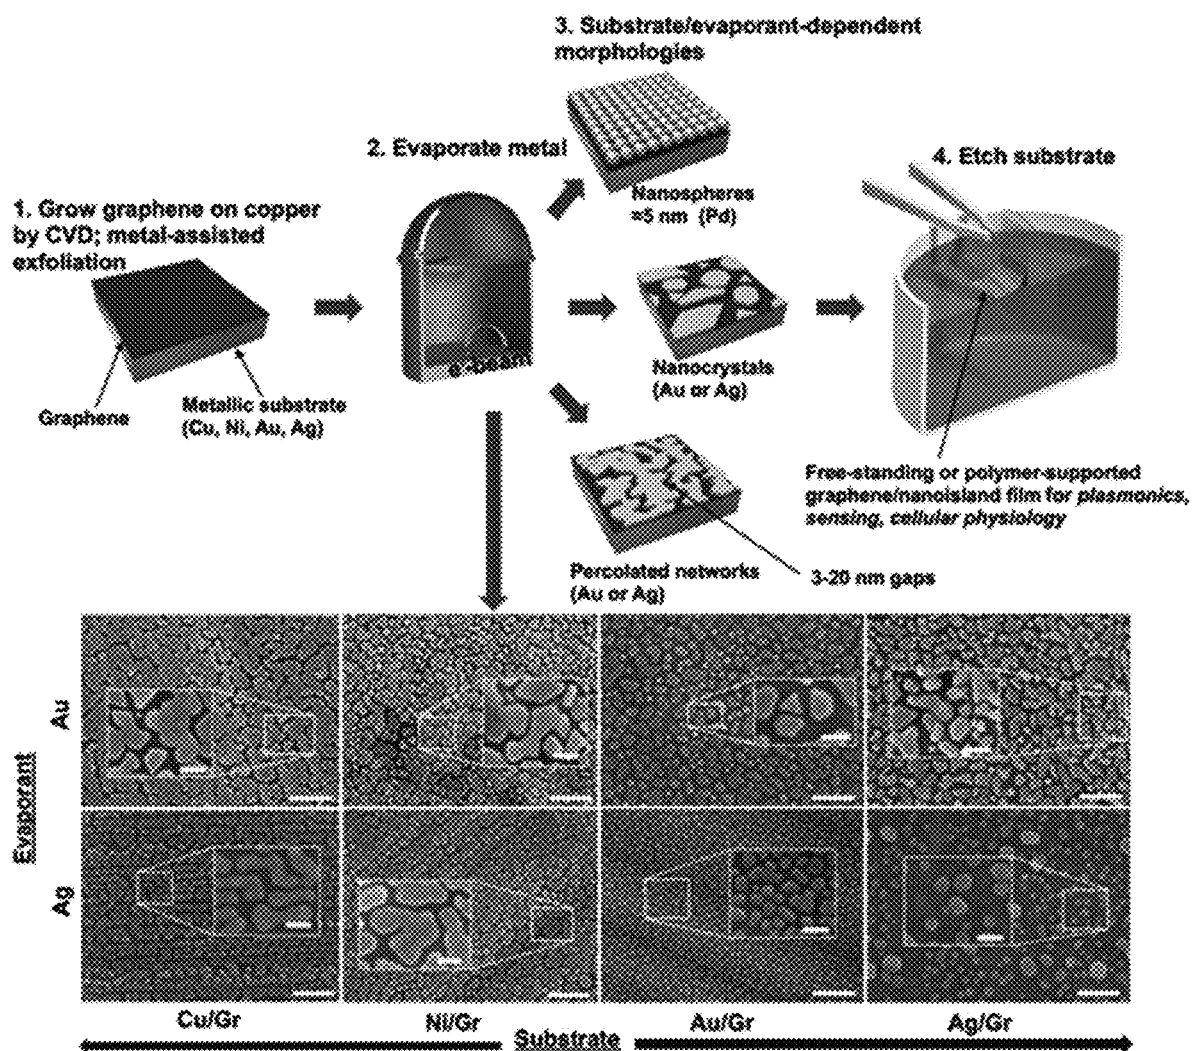 3. Substrate/evaporant-dependent
morphologies
2. Evaporate metal
4. Etch substrate
1. Grow graphene on copper
by CVD; metal-assisted
exfoliation
Nanospheres
≈5 nm (Pd)
e⁻-beam
Nanocrystals
(Au or Ag)
Graphene
Metallic substrate
(Cu, Ni, Au, Ag)
Free-standing or polymer-supported
graphene/nanoisland film for plasmonics,
sensing, cellular physiology
Percolated networks
(Au or Ag)
3-20 nm gaps
Evaporant
Au
Ag
Cu/Gr
Ni/Gr
Au/Gr
Ag/Gr
Substrate